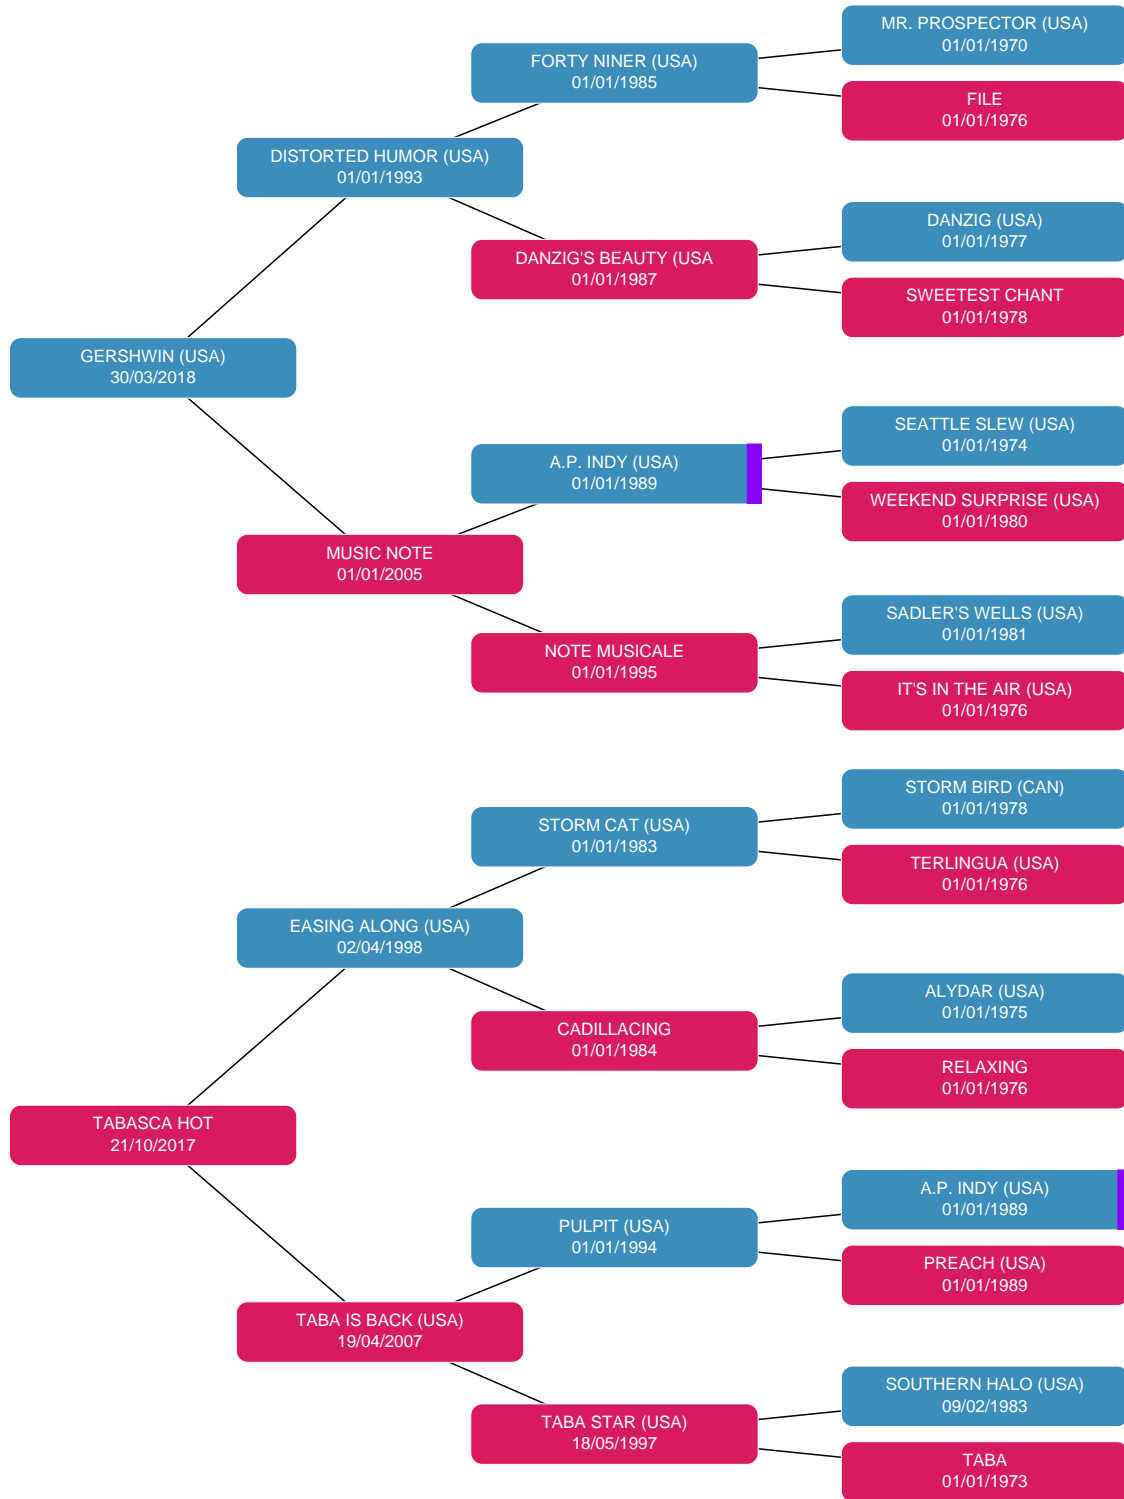 MR. PROSPECTOR (USA)
01/01/1970
FORTY NINER (USA)
01/01/1985
FILE
01/01/1976
DISTORTED HUMOR (USA)
01/01/1993
DANZIG (USA)
01/01/1977
DANZIG'S BEAUTY (USA
01/01/1987
SWEETEST CHANT
01/01/1978
GERSHWIN (USA)
30/03/2018
SEATTLE SLEW (USA)
01/01/1974
A.P. INDY (USA)
01/01/1989
WEEKEND SURPRISE (USA)
01/01/1980
MUSIC NOTE
01/01/2005
SADLER'S WELLS (USA)
01/01/1981
NOTE MUSICALE
01/01/1995
IT'S IN THE AIR (USA)
01/01/1976
STORM BIRD (CAN)
01/01/1978
STORM CAT (USA)
01/01/1983
TERLINGUA (USA)
01/01/1976
EASING ALONG (USA)
02/04/1998
ALYDAR (USA)
01/01/1975
CADILLACING
01/01/1984
RELAXING
01/01/1976
TABASCA HOT
21/10/2017
A.P. INDY (USA)
01/01/1989
PULPIT (USA)
01/01/1994
PREACH (USA)
01/01/1989
TABA IS BACK (USA)
19/04/2007
SOUTHERN HALO (USA)
09/02/1983
TABA STAR (USA)
18/05/1997
TABA
01/01/1973